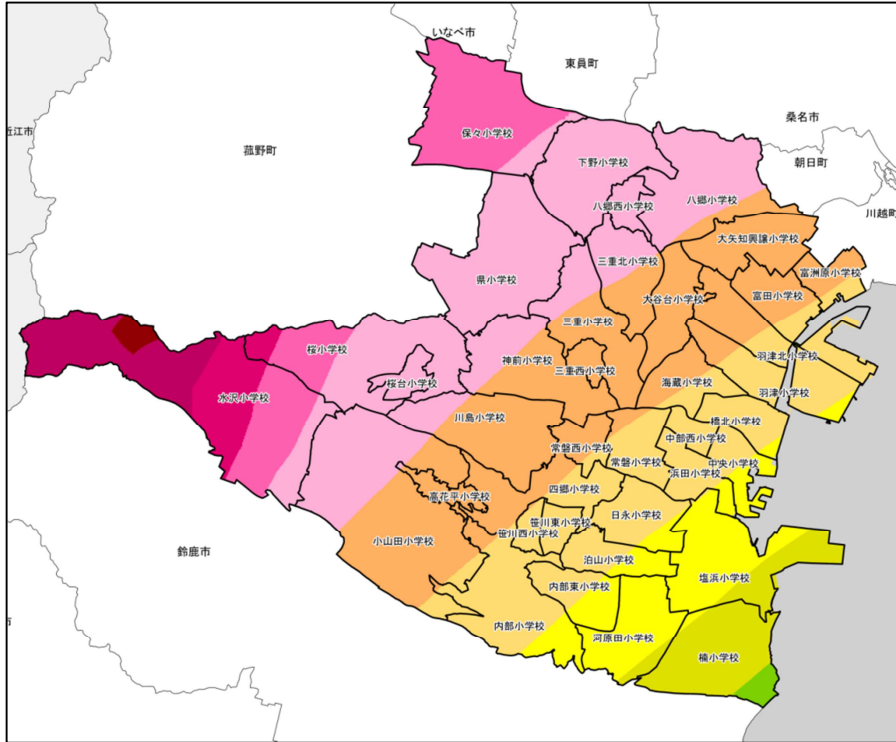 いなべ市
東員町
桑名市
近江市
保々小学校
菰野町
下野小学校
朝日町
八郷小学校
八郷西小学校
川越町
大矢知興譲小学校
三重北小学校
富洲原小学校
県小学校
大谷台小学校
富田小学校
三重小学校
桜小学校
羽津北小学校
神前小学校
三重西小学校
桜台小学校
海蔵小学校
羽津小学校
水沢小学校
川島小学校
橋北小学校
中部西小学校
常磐西小学校
常磐小学校
中央小学校
浜田小学校
四郷小学校
高花平小学校
日永小学校
笹川東小学校
笹川西小学校
小山田小学校
鈴鹿市
泊山小学校
塩浜小学校
内部東小学校
市
内部小学校
河原田小学校
楠小学校